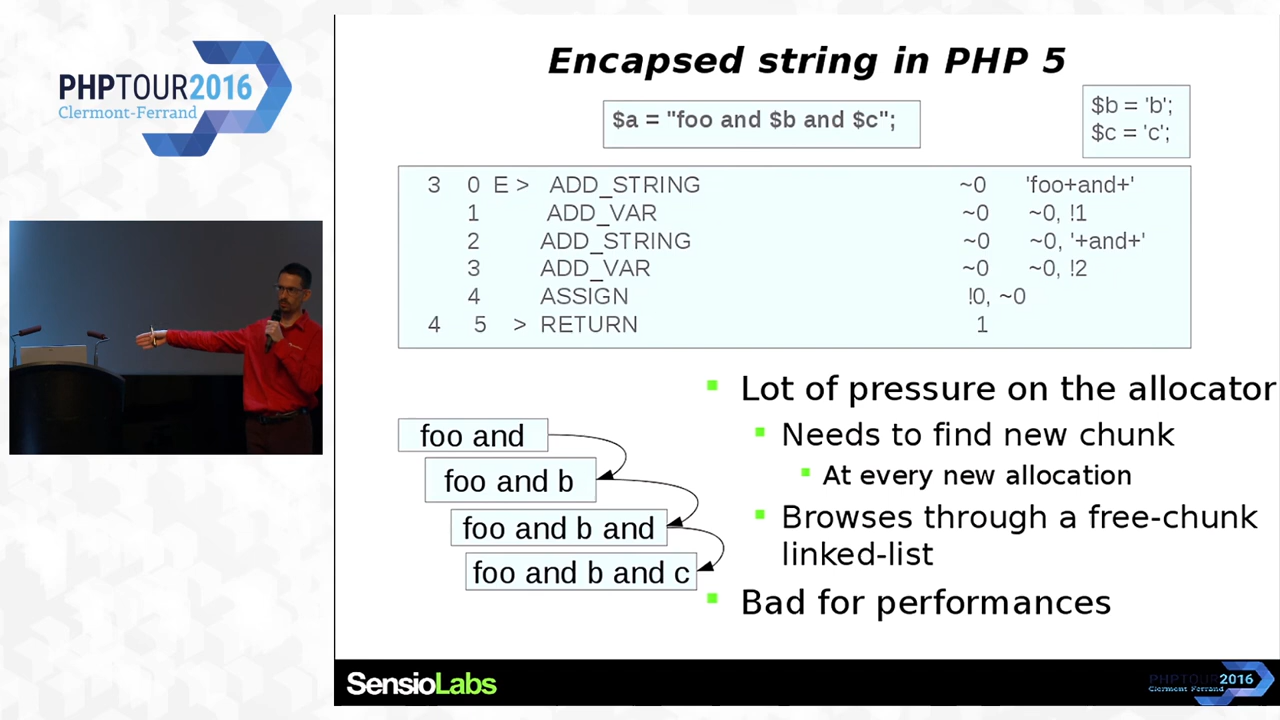 PHPTOUR2016
Clermont-Ferrand
Encapsed string in PHP 5
$a = "foo and $b and $c";
$b = 'b';
$c = 'c';
3 0 E > ADD_STRING ~0 'foo+and+'
1 ADD_VAR ~0 ~0, !1
2 ADD_STRING ~0 ~0, '+and+'
3 ADD_VAR ~0 ~0, !2
4 ASSIGN !0, ~0
4 5 > RETURN 1
foo and
foo and b
foo and b and
foo and b and c
Lot of pressure on the allocator
Needs to find new chunk
At every new allocation
Browses through a free-chunk
linked-list
Bad for performances
SensioLabs
PHPTOUR2016
Clermont-Ferrand